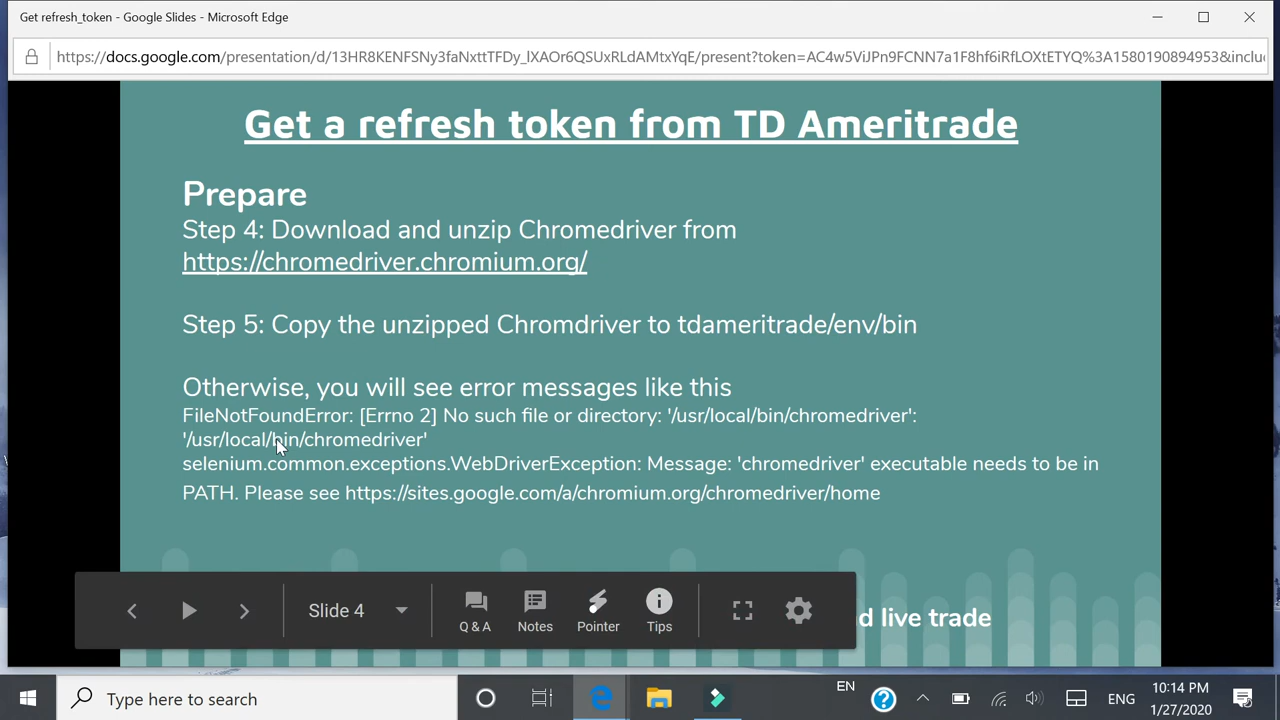 Get refresh_token - Google Slides - Microsoft Edge
https://docs.google.com/presentation/d/13HR8KENFSNy3faNxttTFDy_lXAOr6QSUxRLdAMtxYqE/present?token=AC4w5ViJPn9FCNN7a1F8hf6iRfLOXtETYQ%3A1580190894953&inclu
Get a refresh token from TD Ameritrade
Prepare
Step 4: Download and unzip Chromedriver from
https://chromedriver.chromium.org/
Step 5: Copy the unzipped Chromdriver to tdameritrade/env/bin
Otherwise, you will see error messages like this
FileNotFoundError: [Errno 2] No such file or directory: '/usr/local/bin/chromedriver':
'/usr/local/bin/chromedriver'
selenium.common.exceptions.WebDriverException: Message: 'chromedriver' executable needs to be in
PATH. Please see https://sites.google.com/a/chromium.org/chromedriver/home
d live trade
Slide 4
Q & A
Notes
Pointer
Tips
Type here to search
EN
ENG
10:14 PM
1/27/2020